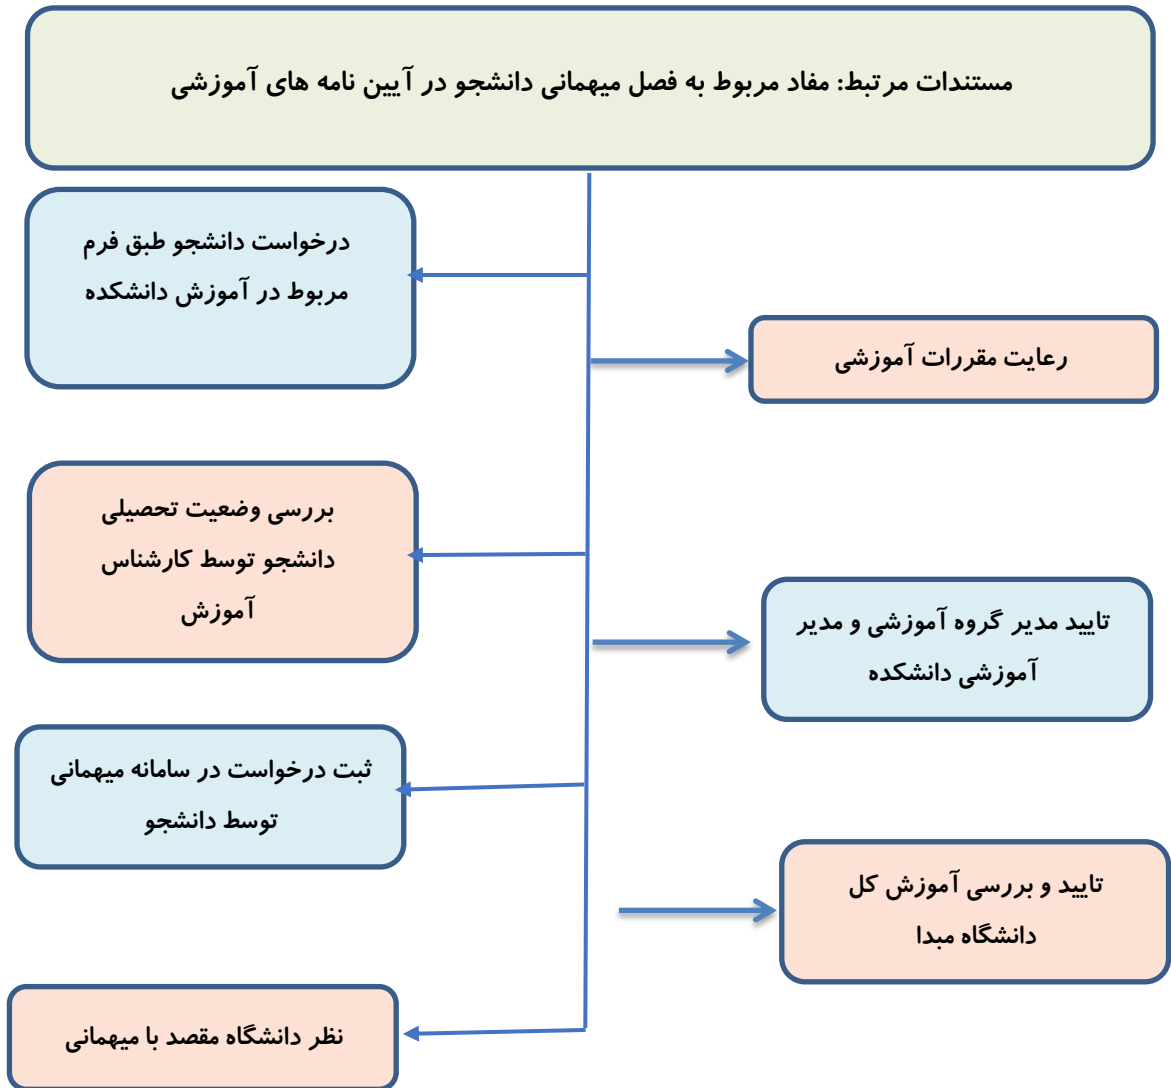 مستندات مرتبط: مفاد مربوط به فصل میهمانی دانشجو در آیین نامه های آموزشی
درخواست دانشجو طبق فرم
مربوط در آموزش دانشکده
رعایت مقررات آموزشی
بررسی وضعیت تحصیلی
دانشجو توسط کارشناس
آموزش
تایید مدیر گروه آموزشی و مدیر
آموزشی دانشکده
ثبت درخواست در سامانه میهمانی
توسط دانشجو
تایید و بررسی آموزش کل
دانشگاه مبدا
نظر دانشگاه مقصد با میهمانی